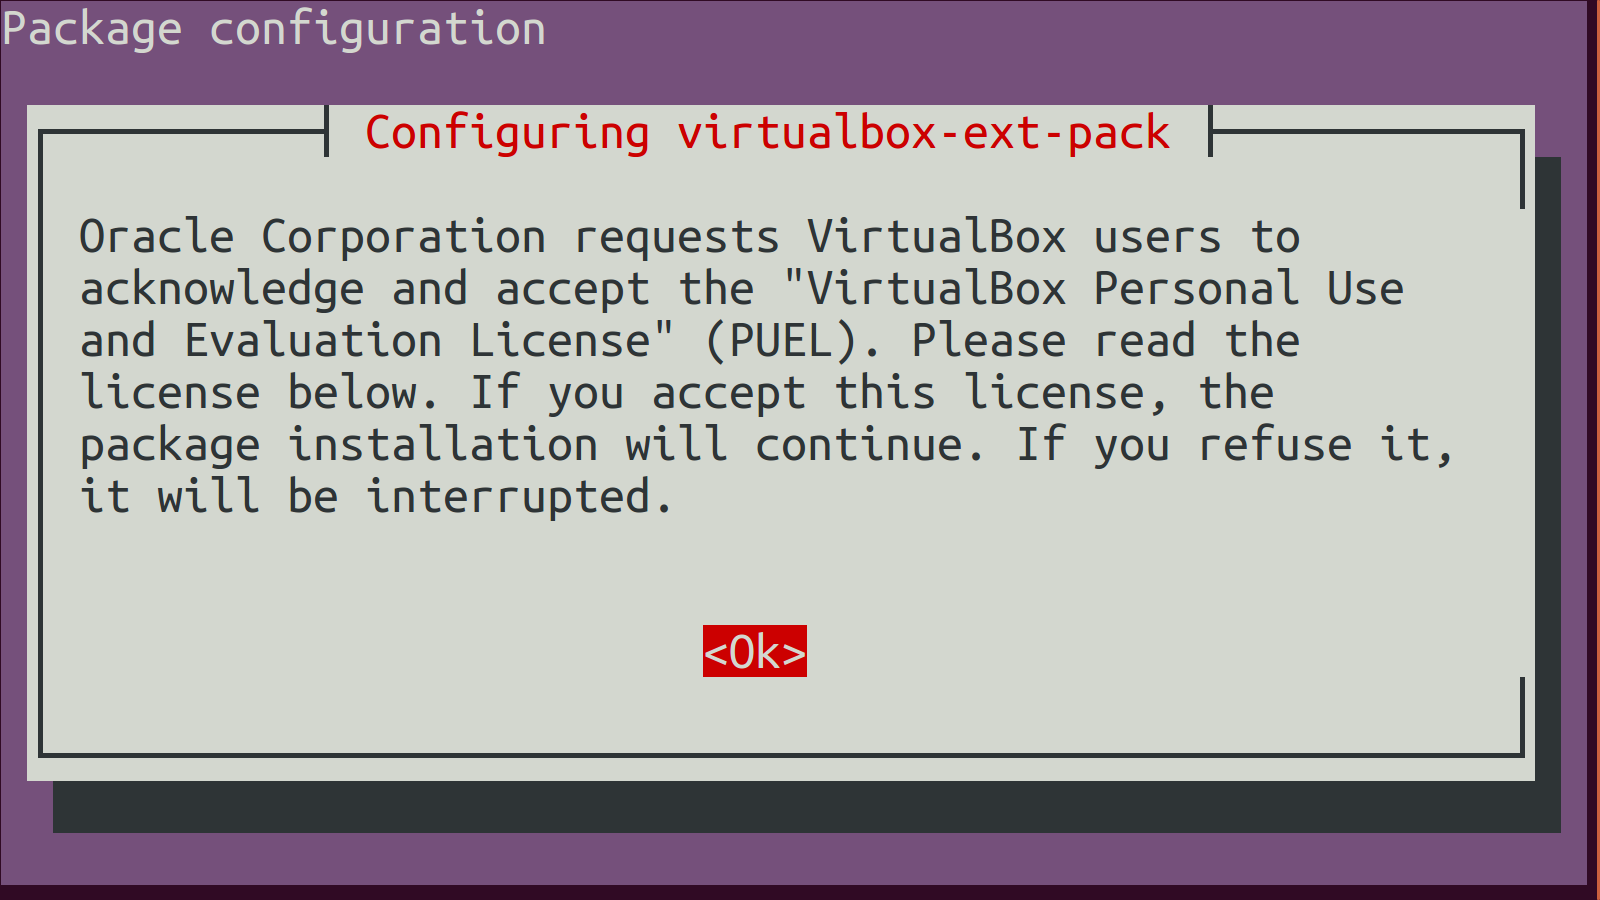 Package configuration
Configuring virtualbox-ext-pack
Oracle Corporation requests VirtualBox users to
acknowledge and accept the "VirtualBox Personal Use
and Evaluation License" (PUEL). Please read the
license below. If you accept this license, the
package installation will continue. If you refuse it,
it will be interrupted.
<Ok>